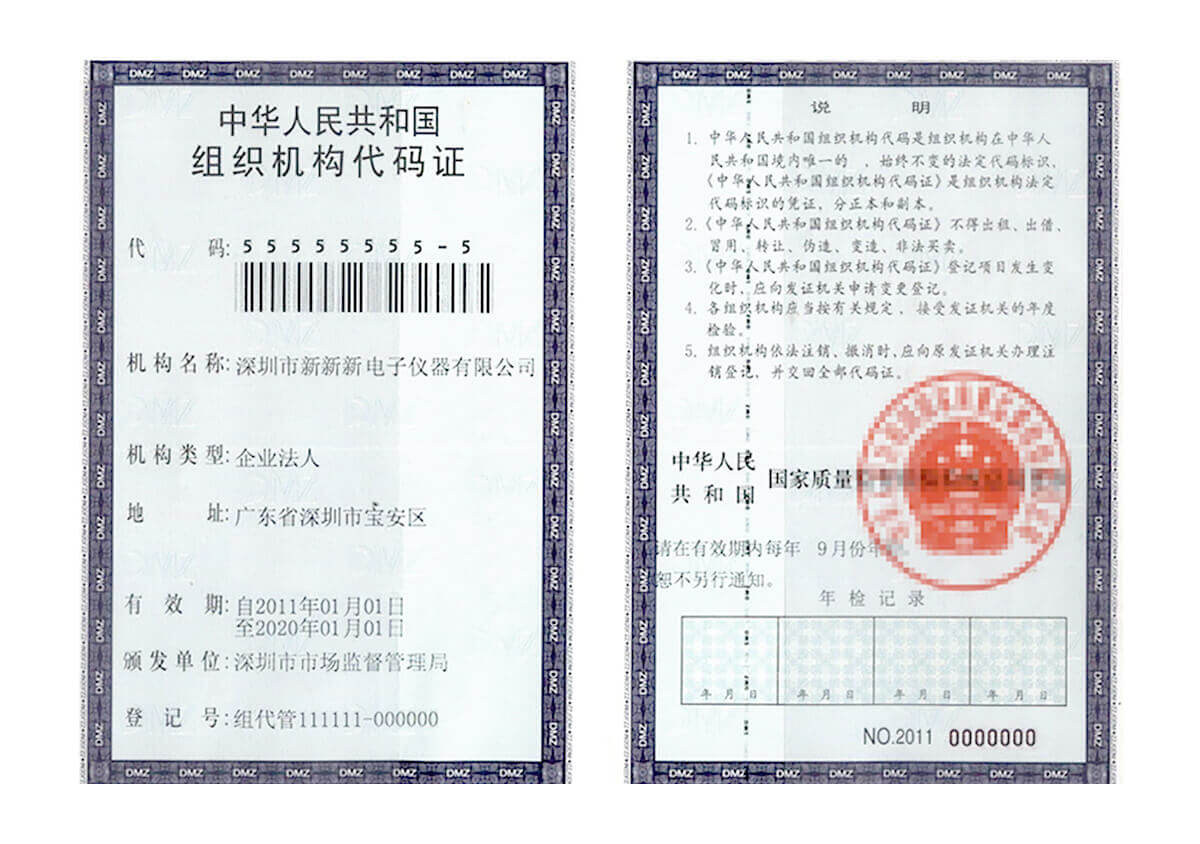 中华人民共和国
组织机构代码证
代 码: 55555555-5
机构名称: 深圳市新新新电子仪器有限公司
机构类型: 企业法人
地 址: 广东省深圳市宝安区
有 效 期: 自2011年01月01日
至2020年01月01日
颁发单位: 深圳市市场监督管理局
登 记 号: 组代管111111-000000
说 明
1. 中华人民共和国组织机构代码是组织机构在中华人
民共和国境内唯一的 、始终不变的法定代码标识、
《中华人民共和国组织机构代码证》是组织机构法定
代码标识的凭证，分正本和副本。
2.《中华人民共和国组织机构代码证》不得出租、出借、
冒用、转让、伪造、变造、非法买卖。
3.《中华人民共和国组织机构代码证》登记项目发生变
化时，应向发证机关申请变更登记。
4. 各组织机构应当按有关规定，接受发证机关的年度
检验。
5. 组织机构依法注销、撤消时，应向原发证机关办理注
销登记，并交回全部代码证。
中华人民
共和国 国家质量
请在有效期内每年 9月份年
恕不另行通知。
年 检 记 录
年 月 日 年 月 日 年 月 日 年 月 日
NO.2011 0000000
DMZ